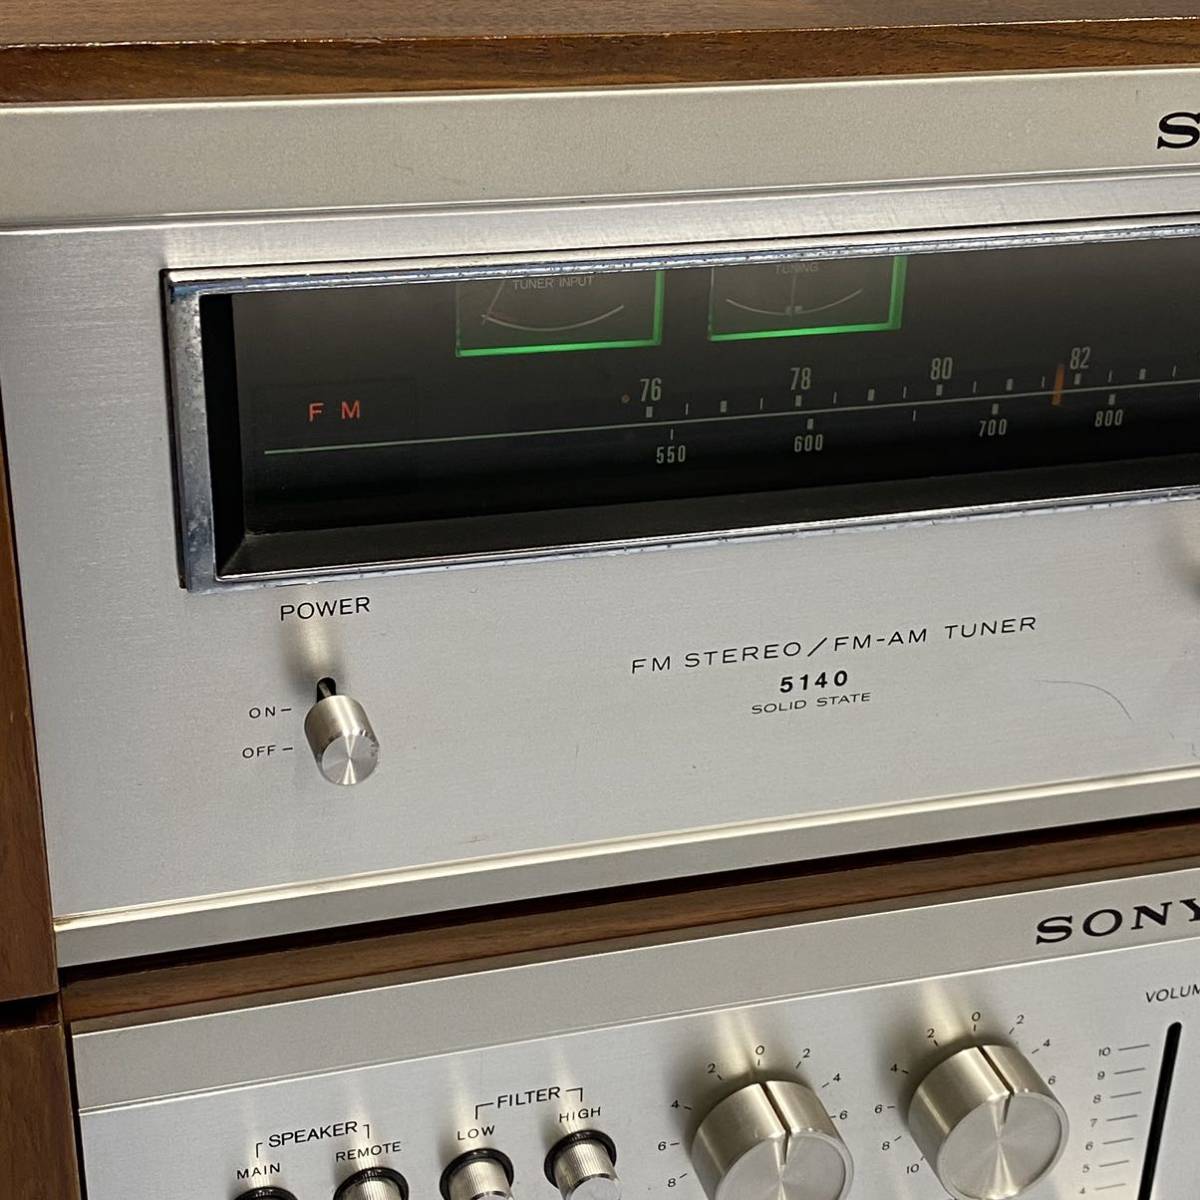 TUNER INPUT
TUNING
76 78 80 82
FM
550 600 700 800
POWER
ON
OFF
FM STEREO/FM-AM TUNER
5140
SOLID STATE
SONY
VOLUM
2 0 2 4 6
4 6 8
2 0 2 4 6
4 6 8 10
10
9
8
7
6
5
4
FILTER
LOW HIGH
SPEAKER
MAIN REMOTE